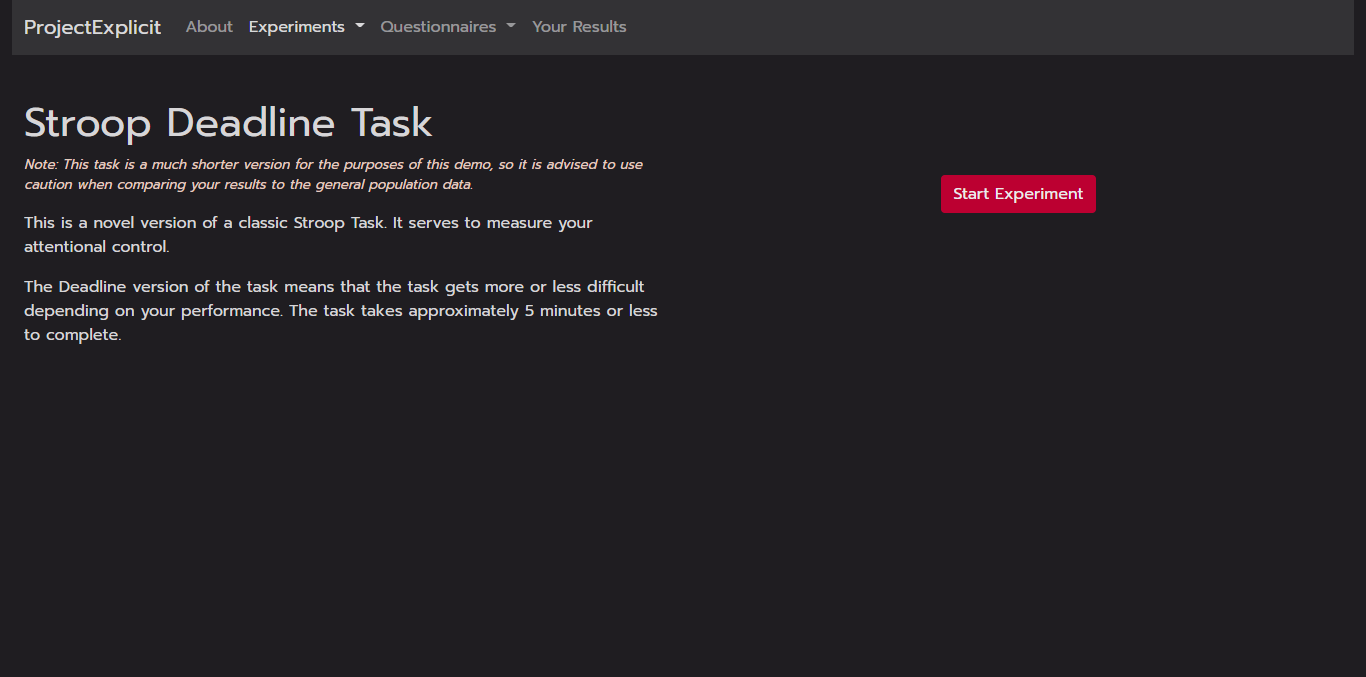 ProjectExplicit About Experiments Questionnaires Your Results
Stroop Deadline Task
Note: This task is a much shorter version for the purposes of this demo, so it is advised to use
caution when comparing your results to the general population data.
Start Experiment
This is a novel version of a classic Stroop Task. It serves to measure your
attentional control.
The Deadline version of the task means that the task gets more or less difficult
depending on your performance. The task takes approximately 5 minutes or less
to complete.